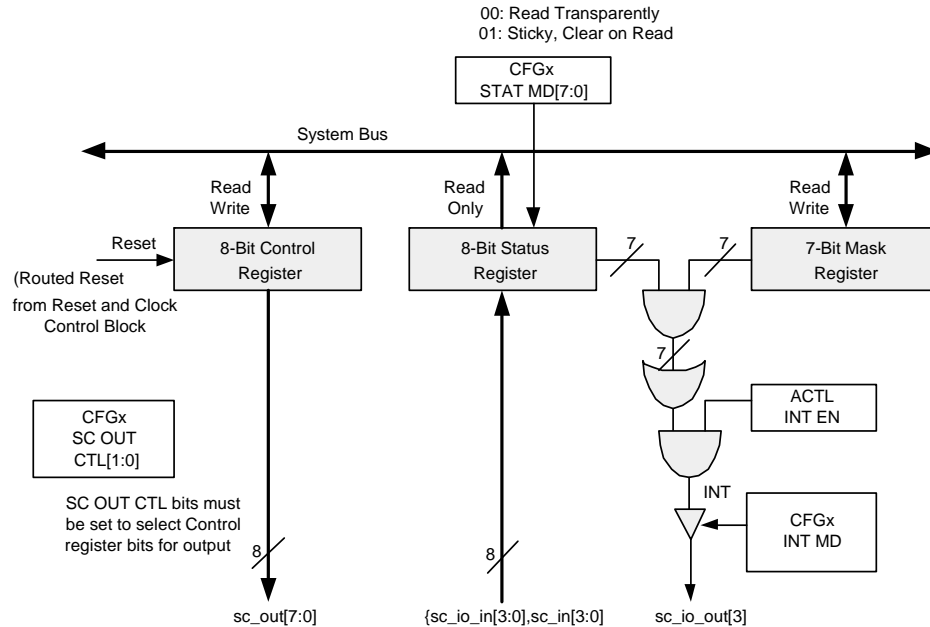 00: Read Transparently
01: Sticky, Clear on Read
CFGx
STAT MD[7:0]
System Bus
Read
Write
Read
Only
Read
Write
Reset
(Routed Reset
from Reset and Clock
Control Block
8-Bit Control
Register
8-Bit Status
Register
7
7
7-Bit Mask
Register
7
CFGx
SC OUT
CTL[1:0]
ACTL
INT EN
SC OUT CTL bits must
be set to select Control
register bits for output
INT
CFGx
INT MD
8
8
sc_out[7:0]
{sc_io_in[3:0],sc_in[3:0]
sc_io_out[3]